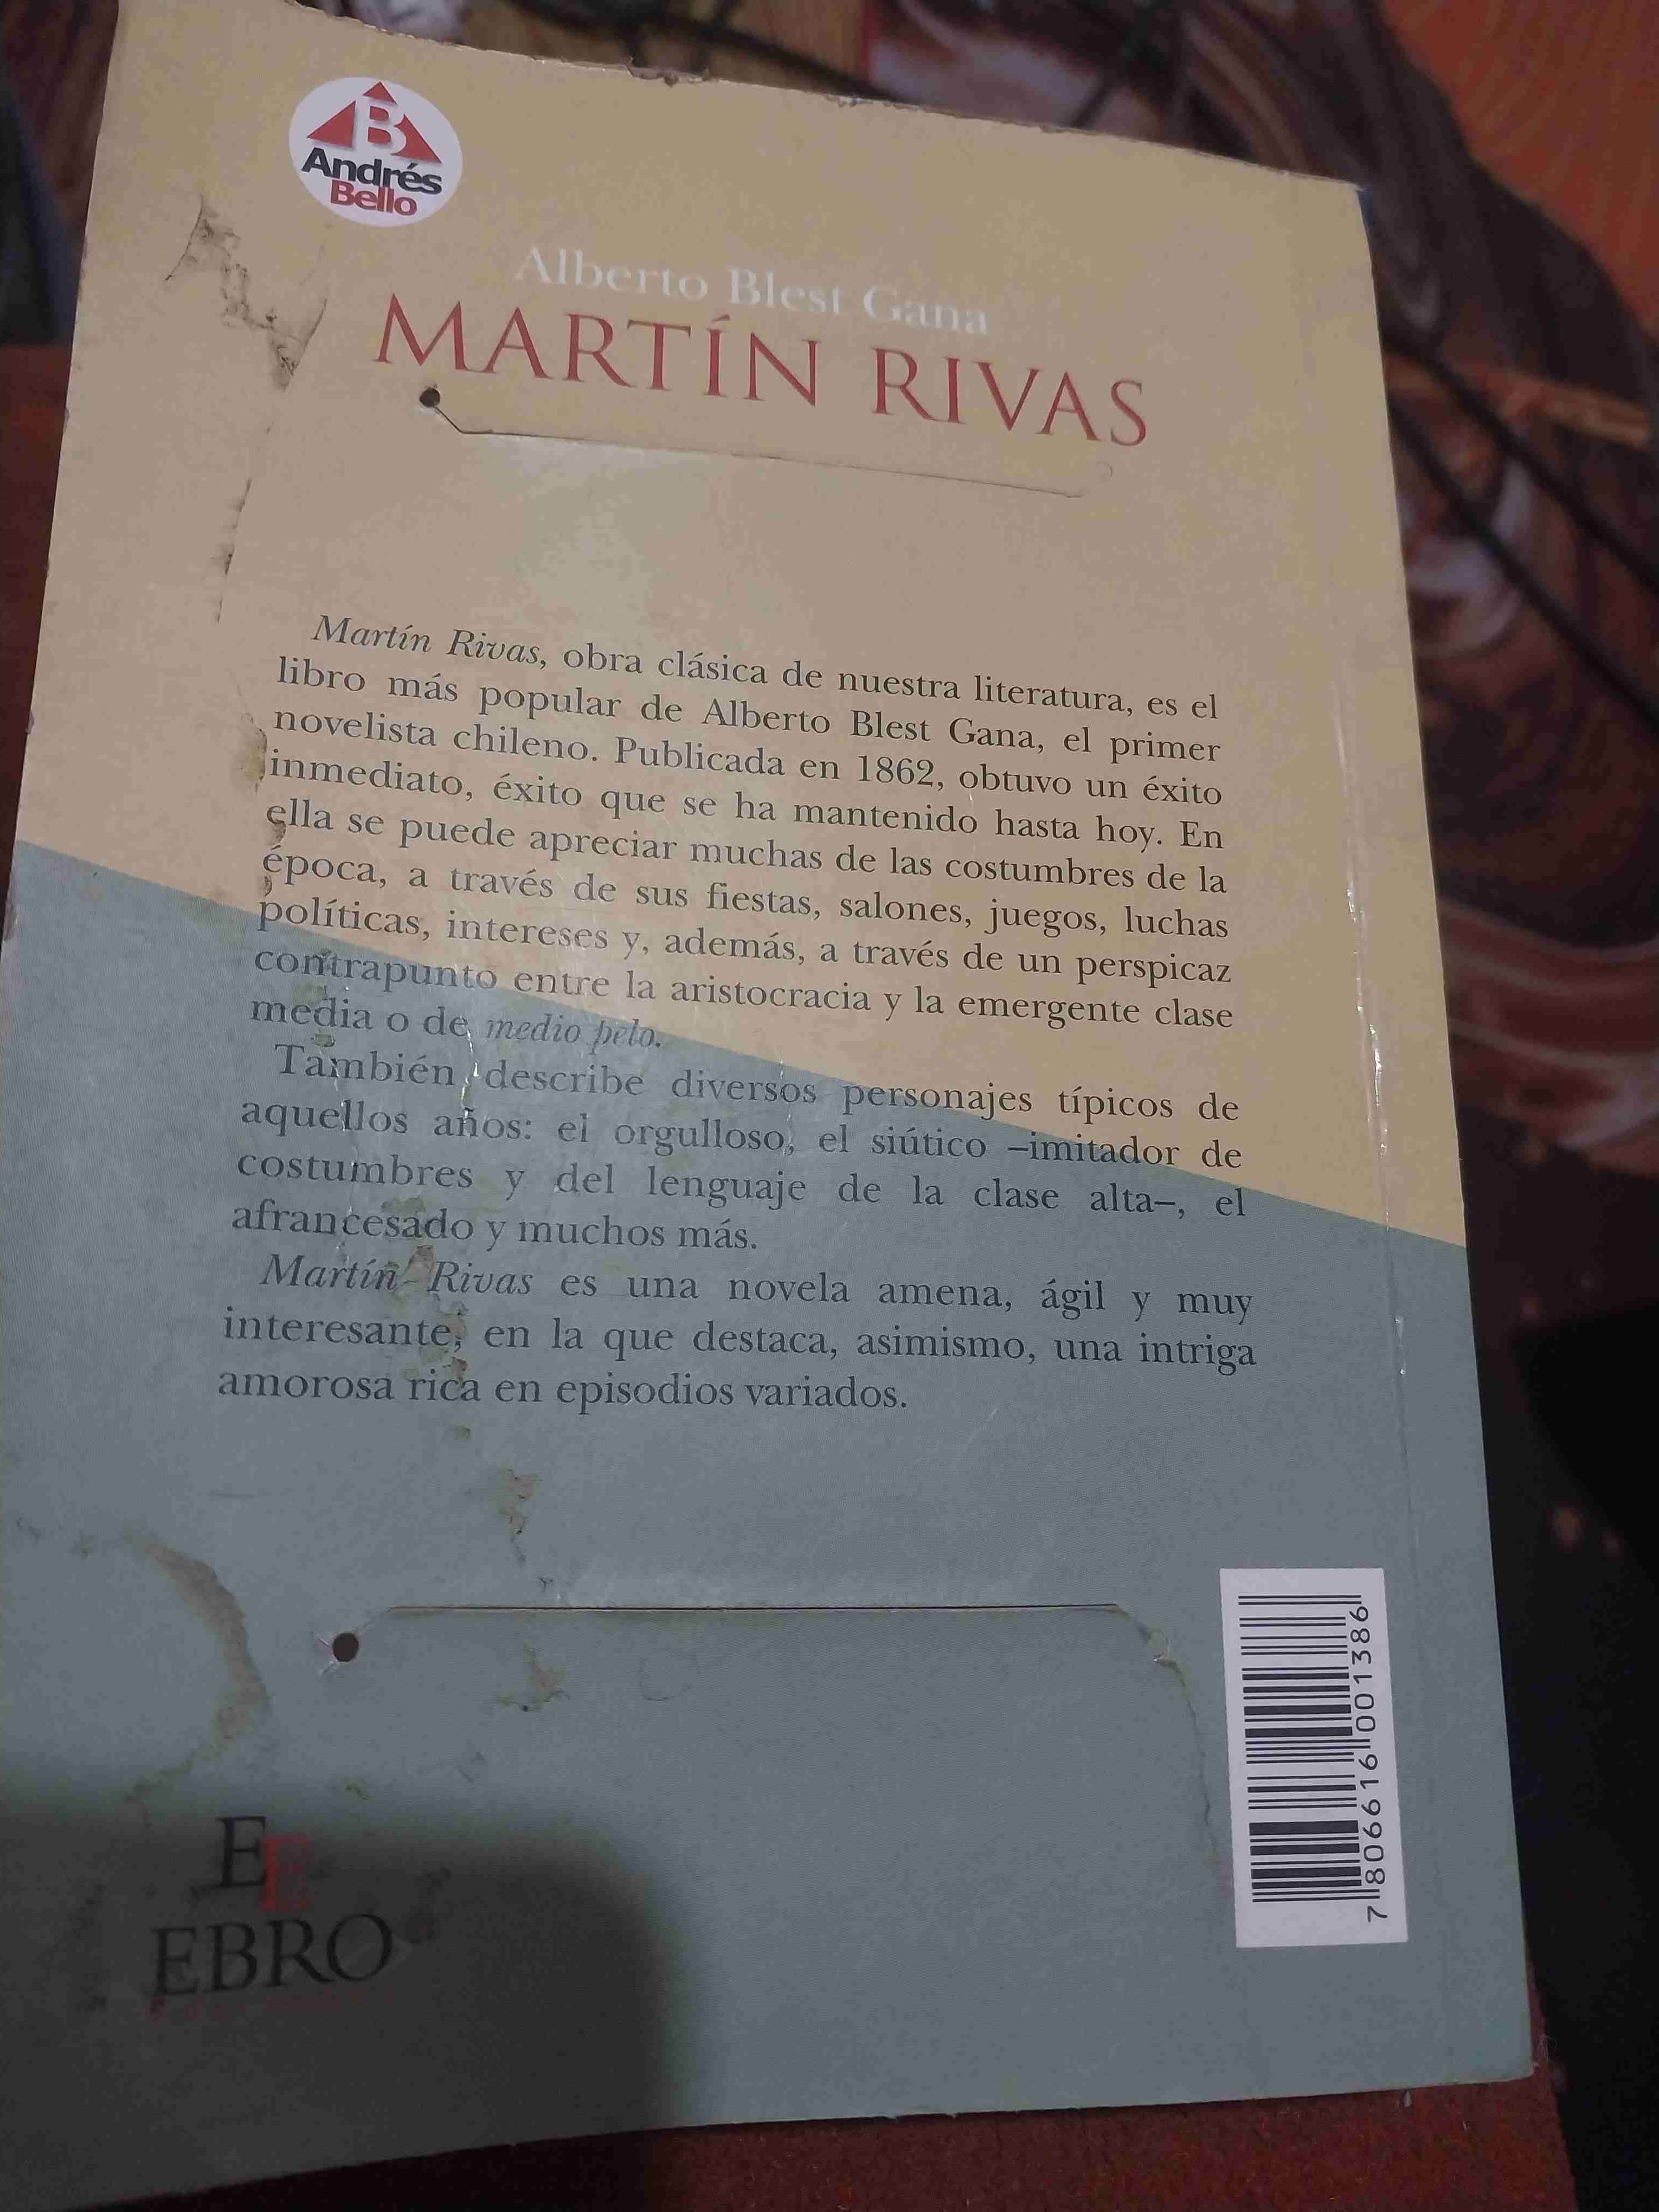 B
Andrés
Bello
Alberto Blest Gana
MARTÍN RIVAS
Martín Rivas, obra clásica de nuestra literatura, es el
libro más popular de Alberto Blest Gana, el primer
novelista chileno. Publicada en 1862, obtuvo un éxito
inmediato, éxito que se ha mantenido hasta hoy. En
ella se puede apreciar muchas de las costumbres de la
época, a través de sus fiestas, salones, juegos, luchas
políticas, intereses y, además, a través de un perspicaz
contrapunto entre la aristocracia y la emergente clase
media o de medio pelo.
También describe diversos personajes típicos de
aquellos años: el orgulloso, el siútico –imitador de
costumbres y del lenguaje de la clase alta–, el
afrancesado y muchos más.
Martín Rivas es una novela amena, ágil y muy
interesante, en la que destaca, asimismo, una intriga
amorosa rica en episodios variados.
7 806616 001386
EE
EBRO